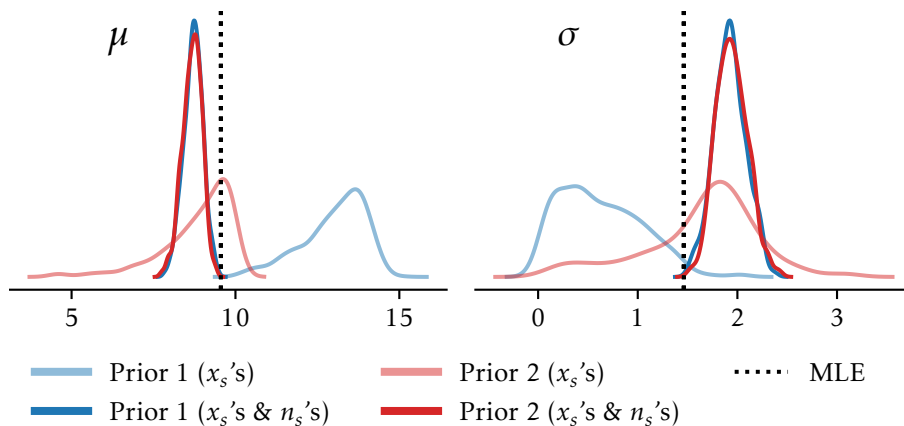 μ
σ
5 10 15
0 1 2 3
Prior 1 (xₛ's) Prior 2 (xₛ's) MLE
Prior 1 (xₛ's & nₛ's) Prior 2 (xₛ's & nₛ's)